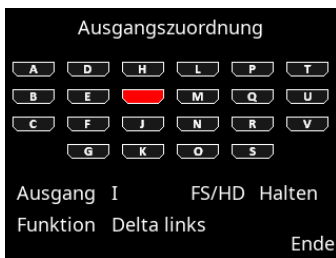 Ausgangszuordnung
A D H L P T
B E M Q U
C F J N R V
G K O S
Ausgang I FS/HD Halten
Funktion Delta links
Ende